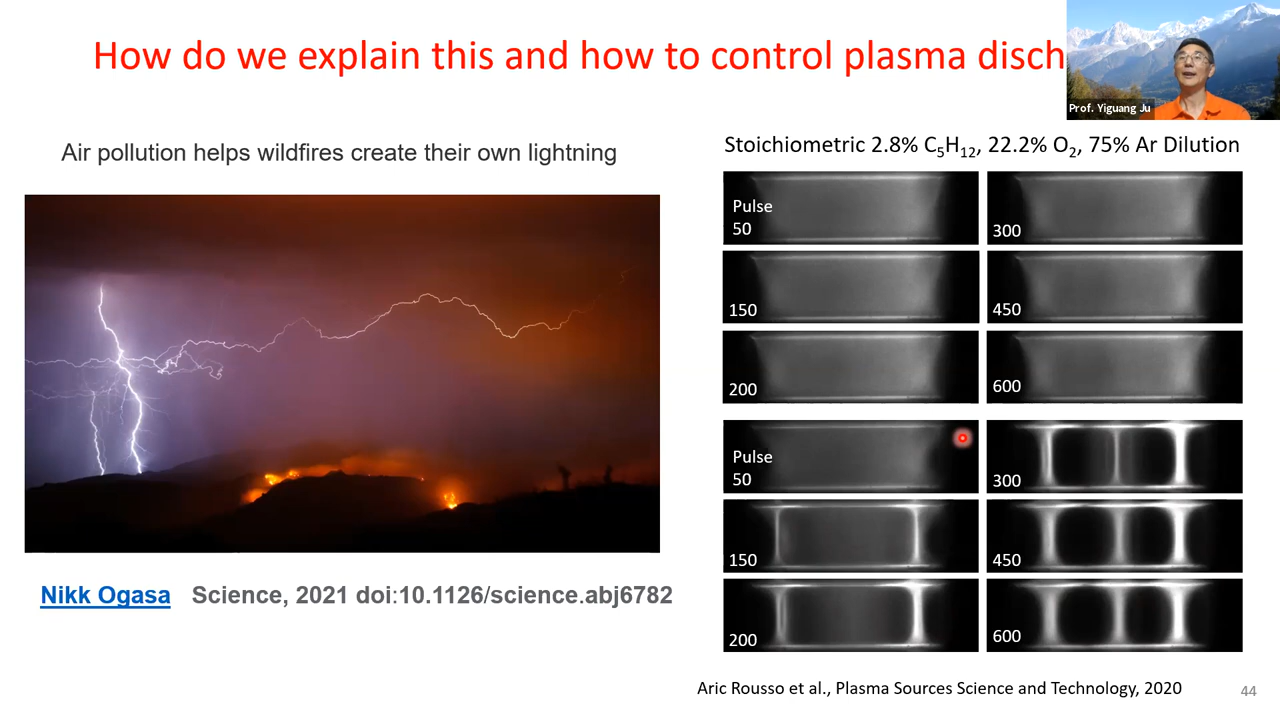 How do we explain this and how to control plasma disch
Prof. Yiguang Ju
Air pollution helps wildfires create their own lightning
Nikk Ogasa Science, 2021 doi:10.1126/science.abj6782
Stoichiometric 2.8% C₅H₁₂, 22.2% O₂, 75% Ar Dilution
Pulse
50
300
150
450
200
600
Pulse
50
300
150
450
200
600
Aric Rousso et al., Plasma Sources Science and Technology, 2020
44